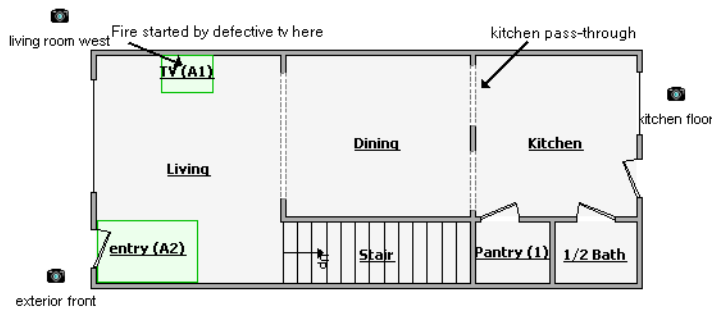 living room west
Fire started by defective tv here
kitchen pass-through
TV (A1)
kitchen floor
Dining
Kitchen
Living
entry (A2)
UP
Stair
Pantry (1)
1/2 Bath
exterior front